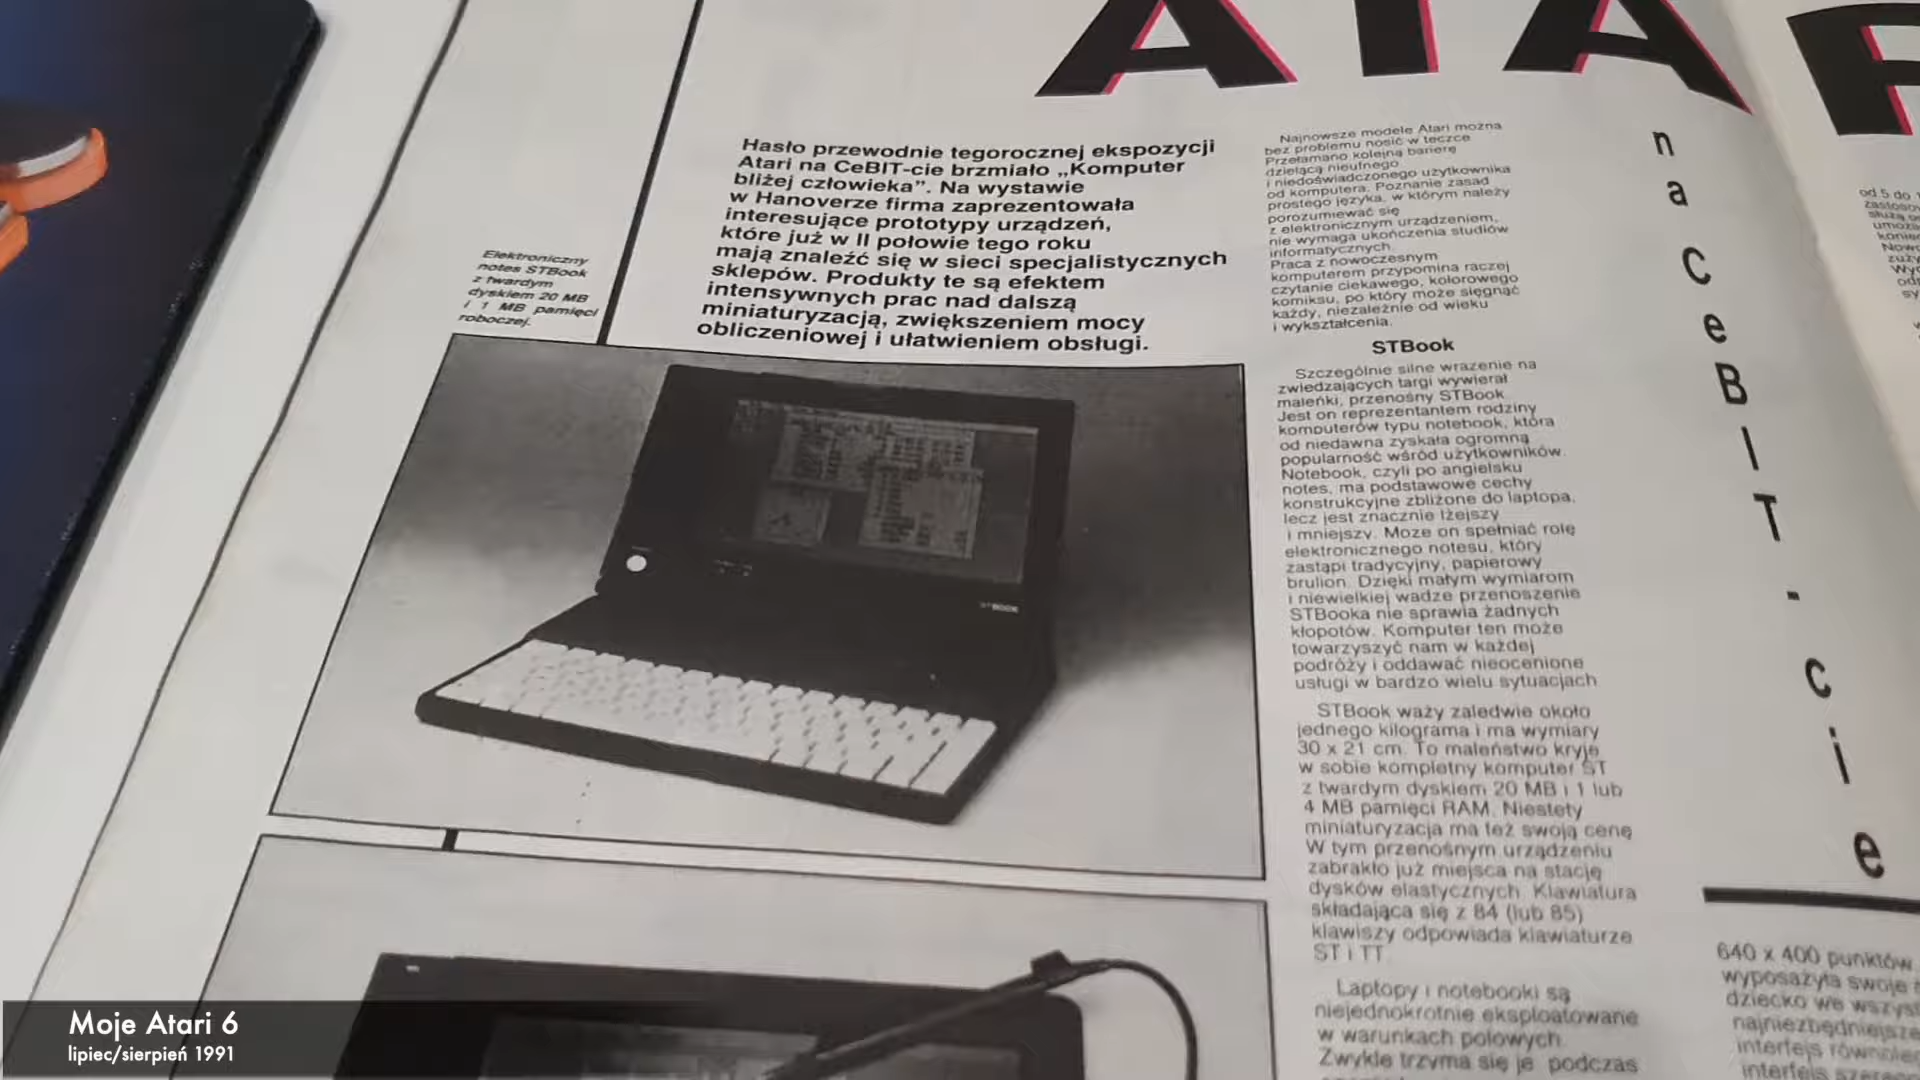 ATA
R
n
a
C
e
B
I
T
-
c
i
e
Hasło przewodnie tegorocznej ekspozycji
Atari na CeBIT-cie brzmiało „Komputer
bliżej człowieka”. Na wystawie
w Hanoverze firma zaprezentowała
interesujące prototypy urządzeń,
które już w II połowie tego roku
mają znaleźć się w sieci specjalistycznych
sklepów. Produkty te są efektem
intensywnych prac nad dalszą
miniaturyzacją, zwiększeniem mocy
obliczeniowej i ułatwieniem obsługi.
Elektroniczny
notes STBook
z twardym
dyskiem 20 MB
i 1 MB pamięci
roboczej.
STBOOK
Najnowsze modele Atari można
bez problemu nosić w teczce
Przełamano kolejną barierę
dzielącą nieufnego
i niedoświadczonego użytkownika
od komputera. Poznanie zasad
prostego języka, w którym należy
porozumiewać się
z elektronicznym urządzeniem,
nie wymaga ukończenia studiów
informatycznych.
Praca z nowoczesnym
komputerem przypomina raczej
czytanie ciekawego, kolorowego
komiksu, po który może sięgnąć
każdy, niezależnie od wieku
i wykształcenia.
STBook
Szczególnie silne wrażenie na
zwiedzających targi wywierał
maleńki, przenośny STBook.
Jest on reprezentantem rodziny
komputerów typu notebook, która
od niedawna zyskała ogromną
popularność wśród użytkowników.
Notebook, czyli po angielsku
notes, ma podstawowe cechy
konstrukcyjne zbliżone do laptopa,
lecz jest znacznie lżejszy
i mniejszy. Może on spełniać rolę
elektronicznego notesu, który
zastąpi tradycyjny, papierowy
brulion. Dzięki małym wymiarom
i niewielkiej wadze przenoszenie
STBooka nie sprawia żadnych
kłopotów. Komputer ten może
towarzyszyć nam w każdej
podróży i oddawać nieocenione
usługi w bardzo wielu sytuacjach
STBook waży zaledwie około
jednego kilograma i ma wymiary
30 x 21 cm. To maleństwo kryje
w sobie kompletny komputer ST
z twardym dyskiem 20 MB i 1 lub
4 MB pamięci RAM. Niestety
miniaturyzacja ma też swoją cenę
W tym przenośnym urządzeniu
zabrakło już miejsca na stację
dysków elastycznych. Klawiatura
składająca się z 84 (lub 85)
klawiszy odpowiada klawiaturze
ST i TT.
Laptopy i notebooki są
niejednokrotnie eksploatowane
w warunkach polowych.
Zwykle trzyma się je podczas
od 5 do
640 x 400 punktów.
wyposażyła swoje
dziecko we
interfejs
interfejs
Moje Atari 6
lipiec/sierpień 1991